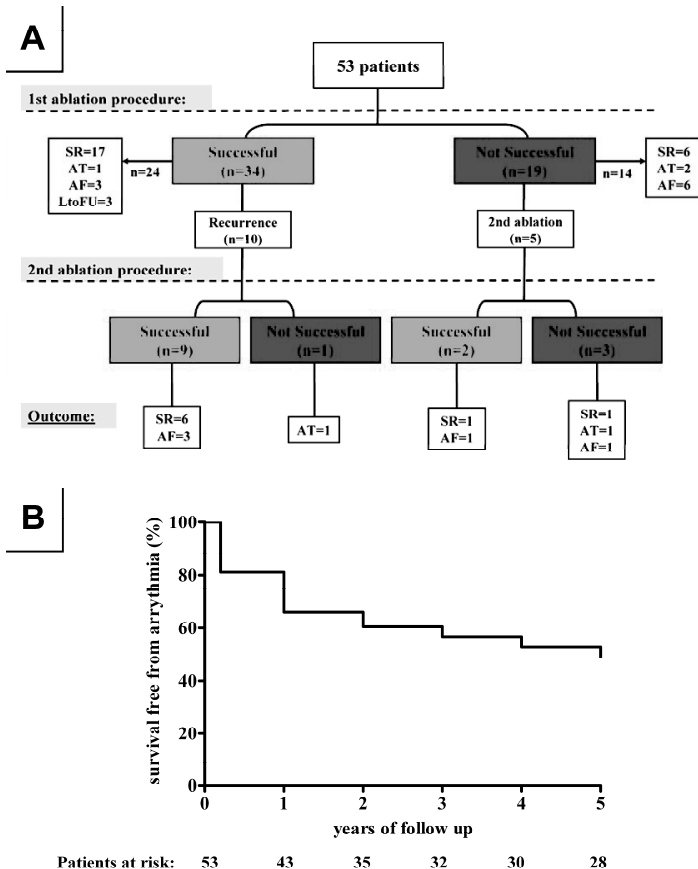 A
53 patients
1st ablation procedure:
SR=17
AT=1
AF=3
LtoFU=3
n=24
Successful
(n=34)
Not Successful
(n=19)
n=14
SR=6
AT=2
AF=6
Recurrence
(n=10)
2nd ablation
(n=5)
2nd ablation procedure:
Successful
(n=9)
Not Successful
(n=1)
Successful
(n=2)
Not Successful
(n=3)
Outcome:
SR=6
AF=3
AT=1
SR=1
AF=1
SR=1
AT=1
AF=1
B
survival free from arrythmia (%)
100
80
60
40
20
0
0 1 2 3 4 5
years of follow up
Patients at risk: 53 43 35 32 30 28